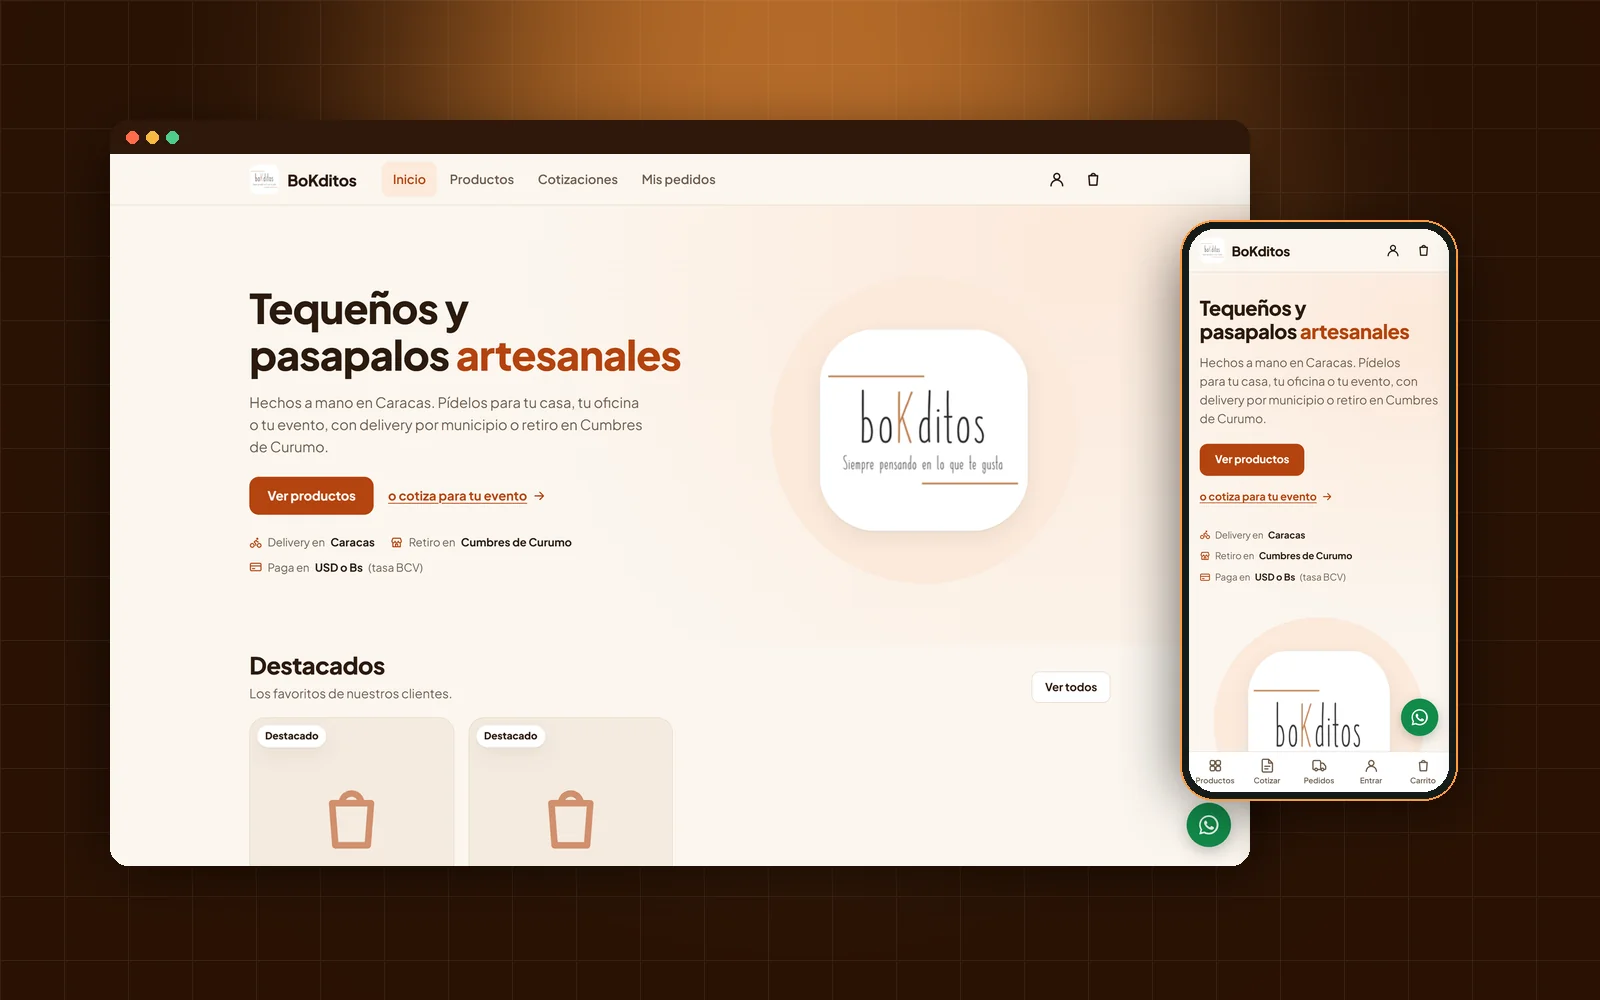 BoKditos
Inicio
Productos
Cotizaciones
Mis pedidos
Tequeños y
pasapalos artesanales
Hechos a mano en Caracas. Pídelos para tu casa, tu oficina
o tu evento, con delivery por municipio o retiro en Cumbres
de Curumo.
Ver productos
o cotiza para tu evento →
Delivery en Caracas
Retiro en Cumbres de Curumo
Paga en USD o Bs (tasa BCV)
boKditos
Siempre pensando en lo que te gusta
Destacados
Los favoritos de nuestros clientes.
Ver todos
Destacado
Destacado
BoKditos
Tequeños y
pasapalos artesanales
Hechos a mano en Caracas. Pídelos
para tu casa, tu oficina o tu evento, con
delivery por municipio o retiro en Cumbres
de Curumo.
Ver productos
o cotiza para tu evento →
Delivery en Caracas
Retiro en Cumbres de Curumo
Paga en USD o Bs (tasa BCV)
boKditos
Productos
Cotizar
Pedidos
Entrar
Carrito